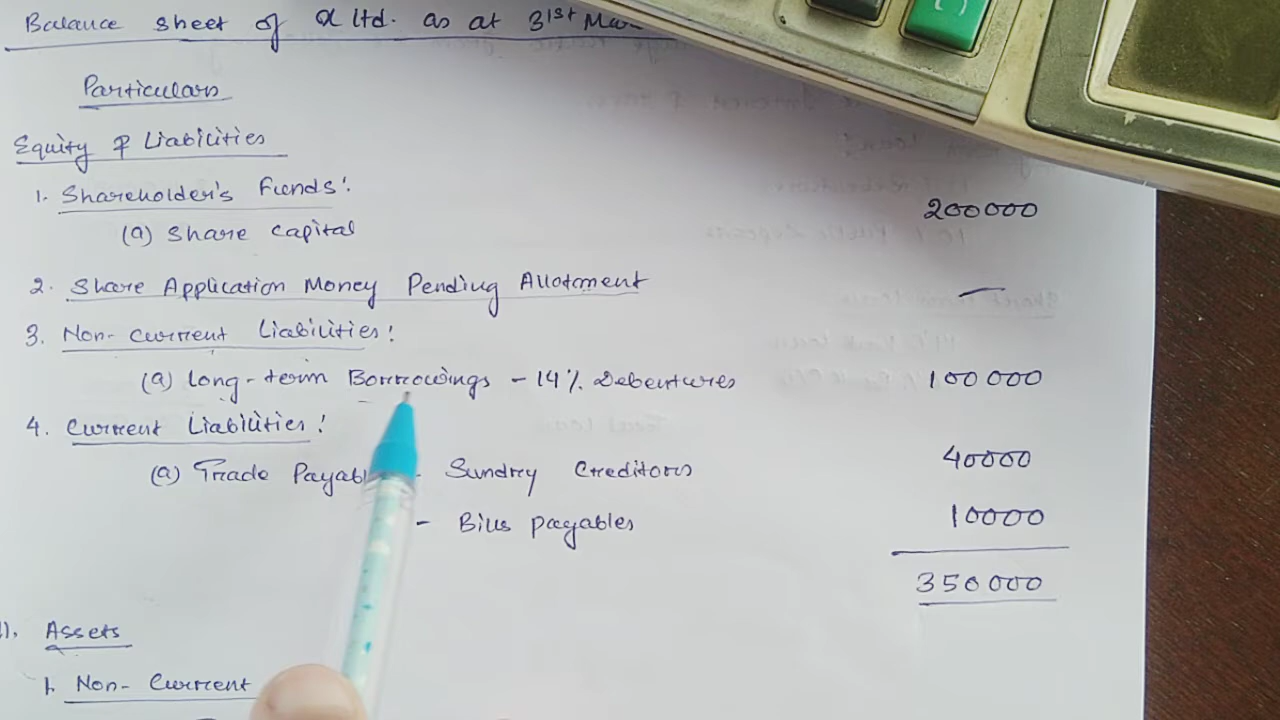 Balance sheet of X Ltd. as at 31st
Particulars
Equity & Liabilities
1. Shareholder's Funds:
(a) Share capital 200000
2. Share Application Money Pending Allotment —
3. Non-Current Liabilities:
(a) Long-term Borrowings - 14% Debentures 100000
4. Current Liabilities:
(a) Trade - Sundry Creditors 40000
- Bills payables 10000
350000
Assets
1. Non-Current